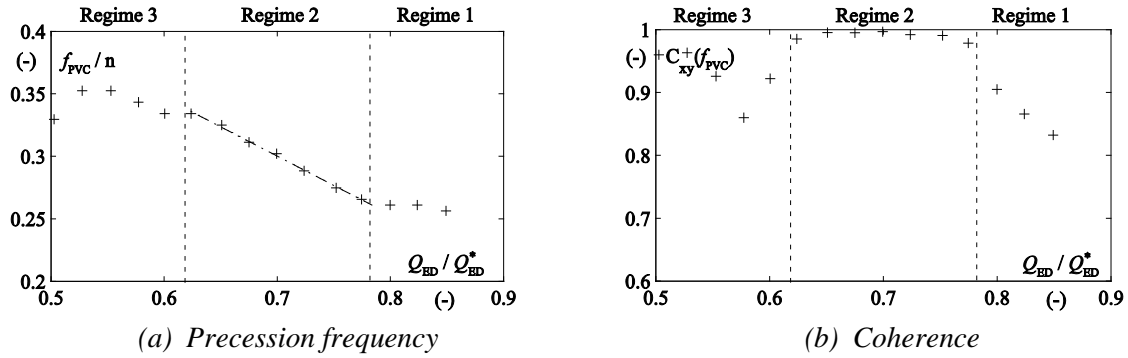 Regime 3 Regime 2 Regime 1
0.4
(-)
f_PVC / n
0.35
0.3
0.25
Q_ED / Q*_ED
0.2
0.5 0.6 0.7 0.8 (-) 0.9
(a) Precession frequency
Regime 3 Regime 2 Regime 1
1
(-)
C+_xy(f_PVC)
0.9
0.8
0.7
Q_ED / Q*_ED
0.6
0.5 0.6 0.7 0.8 (-) 0.9
(b) Coherence